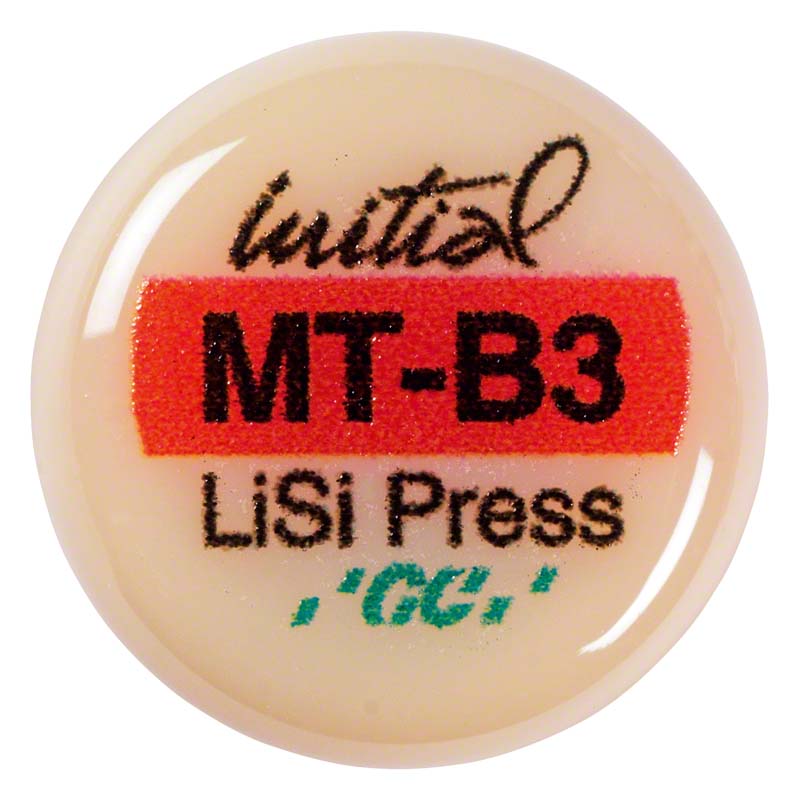 initial
MT-B3
LiSi Press
GC